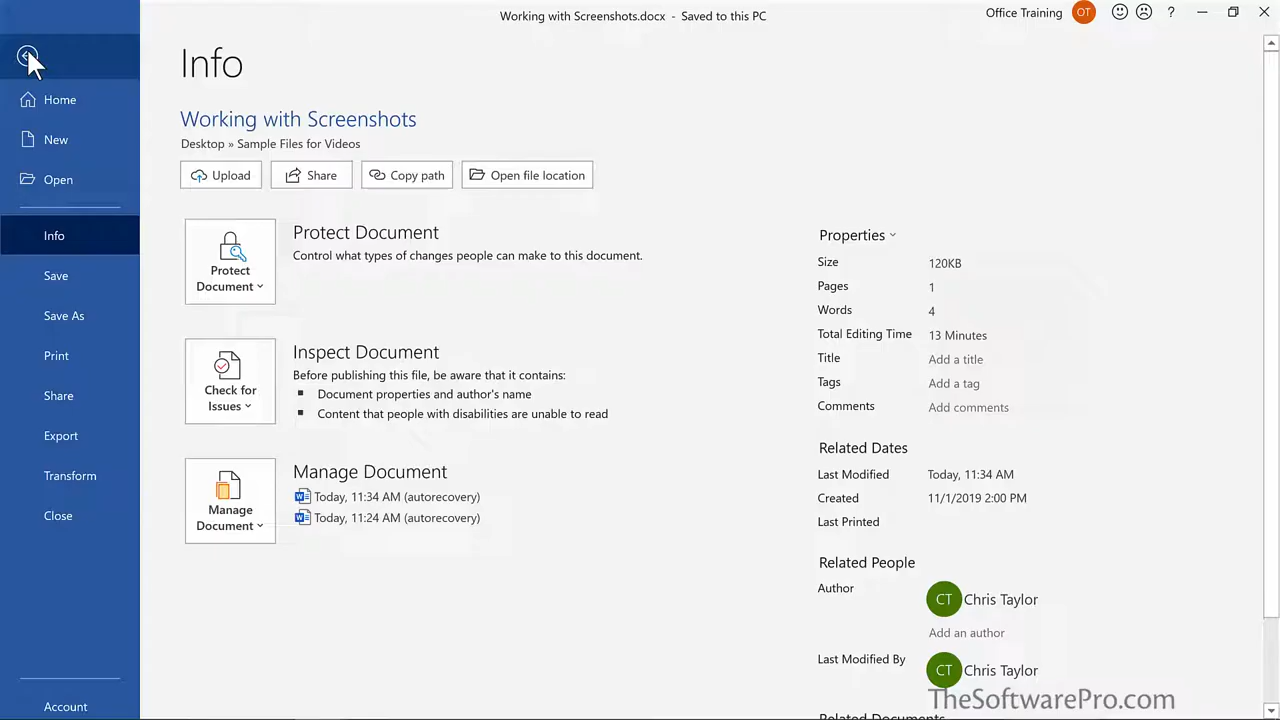 Working with Screenshots.docx - Saved to this PC
Office Training OT ?
Info
Home
New
Open
Info
Save
Save As
Print
Share
Export
Transform
Close
Account
Working with Screenshots
Desktop » Sample Files for Videos
Upload Share Copy path Open file location
Protect Document
Protect Document
Control what types of changes people can make to this document.
Check for Issues
Inspect Document
Before publishing this file, be aware that it contains:
Document properties and author's name
Content that people with disabilities are unable to read
Manage Document
Manage Document
Today, 11:34 AM (autorecovery)
Today, 11:24 AM (autorecovery)
Properties
Size 120KB
Pages 1
Words 4
Total Editing Time 13 Minutes
Title Add a title
Tags Add a tag
Comments Add comments
Related Dates
Last Modified Today, 11:34 AM
Created 11/1/2019 2:00 PM
Last Printed
Related People
Author CT Chris Taylor
Add an author
Last Modified By CT Chris Taylor
TheSoftwarePro.com
Related Documents